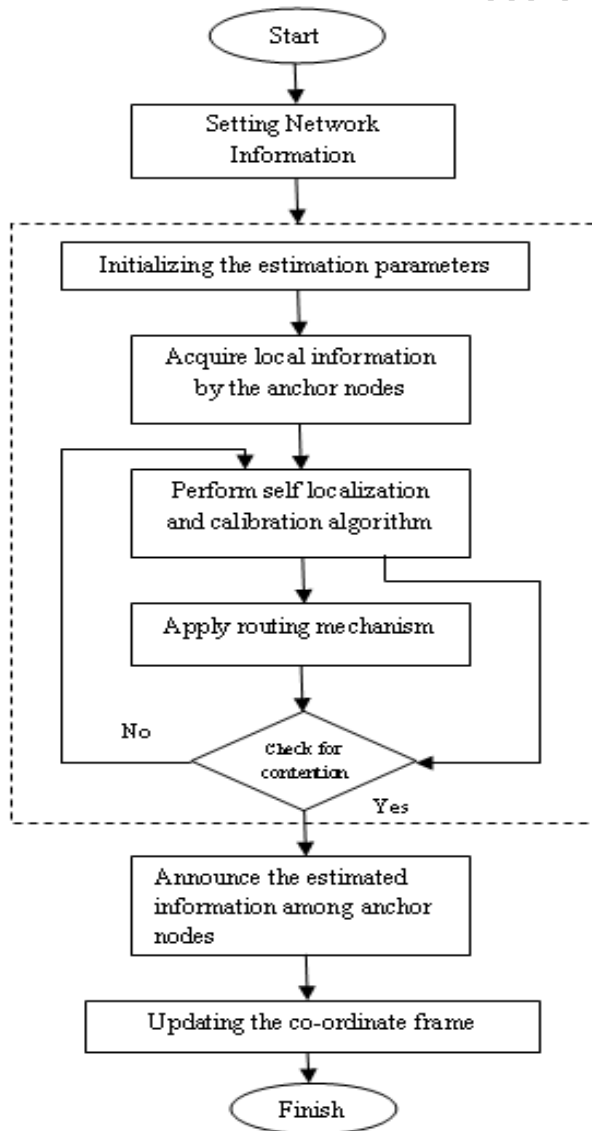 Start
Setting Network
Information
Initializing the estimation parameters
Acquire local information
by the anchor nodes
Perform self localization
and calibration algorithm
Apply routing mechanism
No
Check for
contention
Yes
Announce the estimated
information among anchor
nodes
Updating the co-ordinate frame
Finish